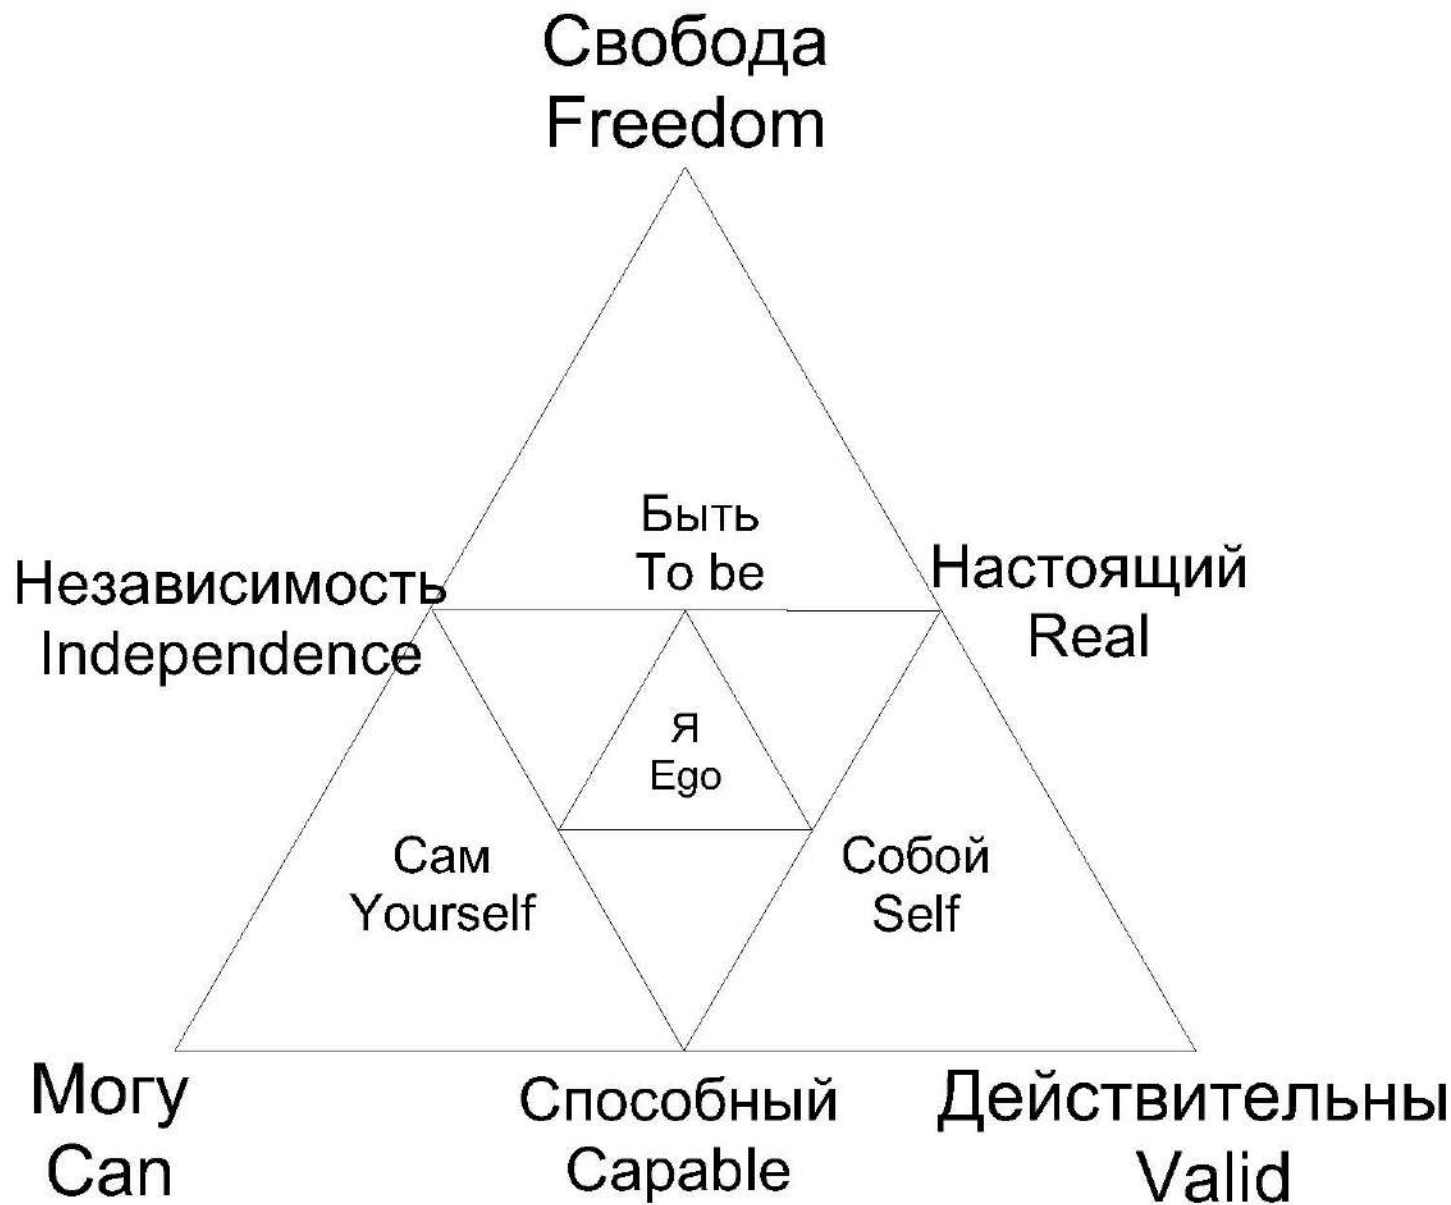 Свобода
Freedom
Быть
To be
Независимость
Independence
Настоящий
Real
Я
Ego
Сам
Yourself
Собой
Self
Могу
Can
Способный
Capable
Действительны
Valid